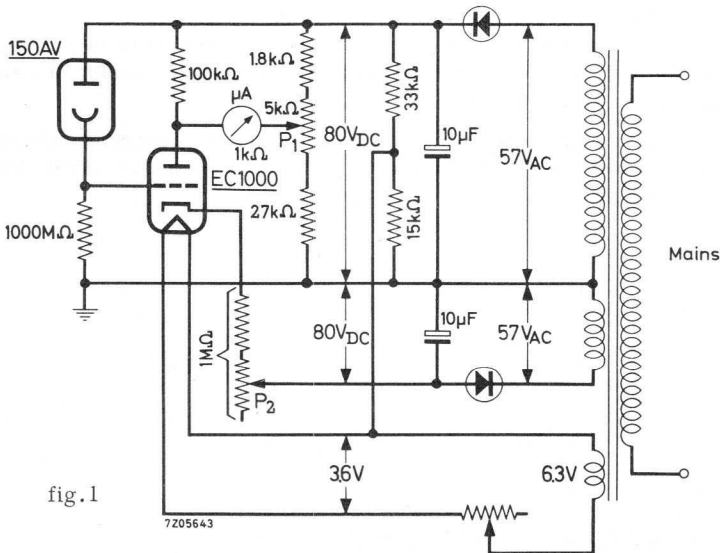 150AV
100kΩ
μA
1kΩ
1.8kΩ
5kΩ
P1
27kΩ
80VDC
33kΩ
15kΩ
10μF
57VAC
EC1000
1000MΩ
1MΩ
P2
80VDC
10μF
57VAC
Mains
3.6V
6.3V
fig.1
7Z05643